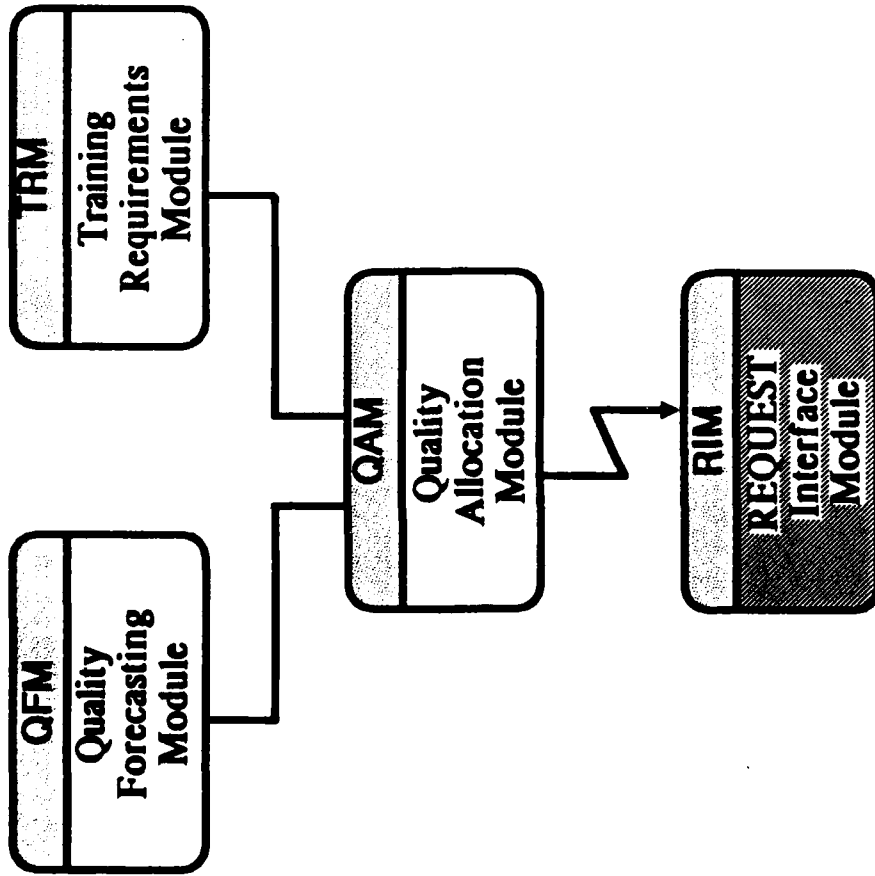 QFM
Quality
Forecasting
Module
TRM
Training
Requirements
Module
QAM
Quality
Allocation
Module
RIM
REQUEST
Interface
Module